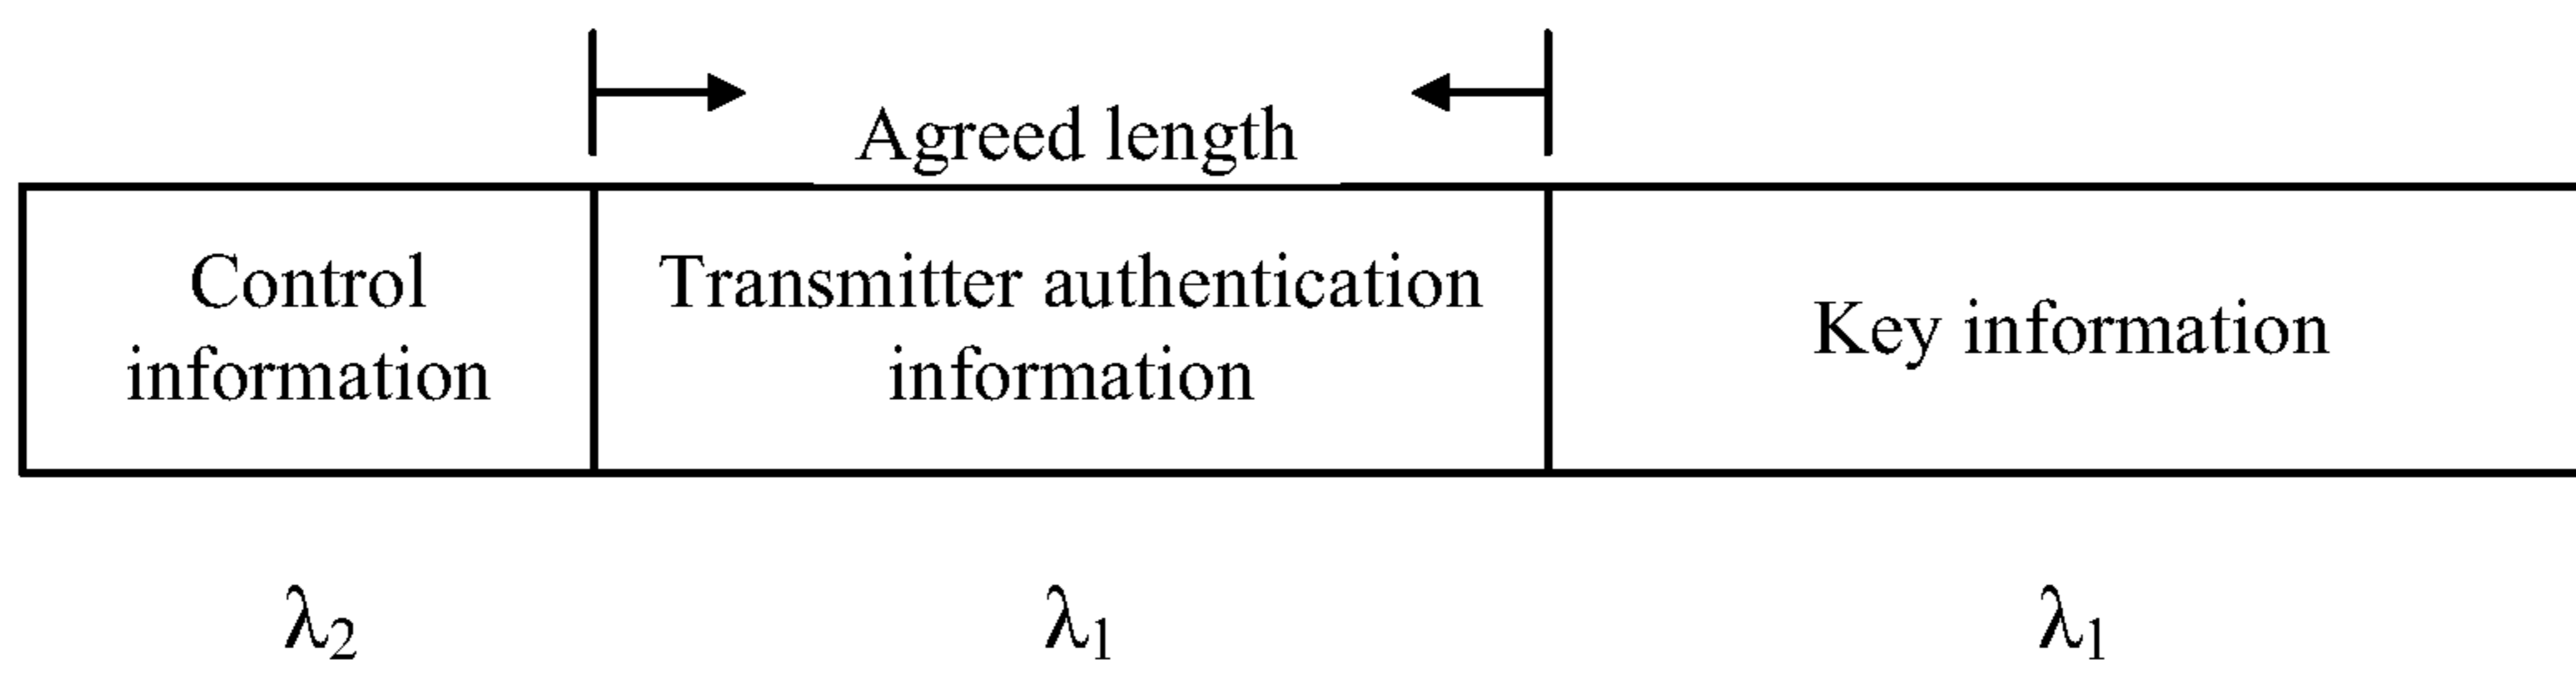 Agreed length
Control
information
Transmitter authentication
information
Key information
λ₂
λ₁
λ₁